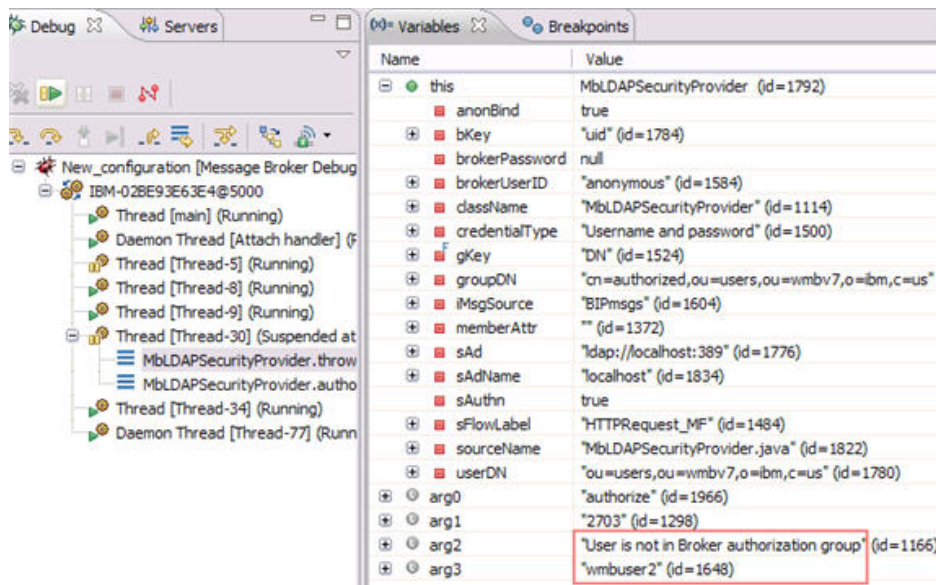 Debug Servers
New_configuration [Message Broker Debug
IBM-02BE93E63E4@5000
Thread [main] (Running)
Daemon Thread [Attach handler] (R
Thread [Thread-5] (Running)
Thread [Thread-8] (Running)
Thread [Thread-9] (Running)
Thread [Thread-30] (Suspended at
MbLDAPSecurityProvider.throw
MbLDAPSecurityProvider.autho
Thread [Thread-34] (Running)
Daemon Thread [Thread-77] (Runn
(x)= Variables Breakpoints
Name Value
this MbLDAPSecurityProvider (id=1792)
anonBind true
bKey "uid" (id=1784)
brokerPassword null
brokerUserID "anonymous" (id=1584)
className "MbLDAPSecurityProvider" (id=1114)
credentialType "Username and password" (id=1500)
gKey "DN" (id=1524)
groupDN "cn=authorized,ou=users,ou=wmbv7,o=ibm,c=us"
iMsgSource "BIPmsgs" (id=1604)
memberAttr "" (id=1372)
sAd "ldap://localhost:389" (id=1776)
sAdName "localhost" (id=1834)
sAuthn true
sFlowLabel "HTTPRequest_MF" (id=1484)
sourceName "MbLDAPSecurityProvider.java" (id=1822)
userDN "ou=users,ou=wmbv7,o=ibm,c=us" (id=1780)
arg0 "authorize" (id=1966)
arg1 "2703" (id=1298)
arg2 "User is not in Broker authorization group" (id=1166)
arg3 "wmbuser2" (id=1648)